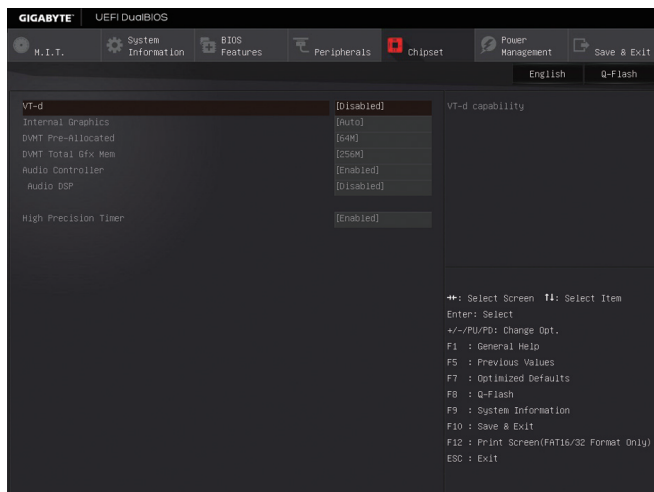 GIGABYTE™ UEFI DualBIOS
M.I.T.
System Information
BIOS Features
Peripherals
Chipset
Power Management
Save & Exit
English Q-Flash
VT-d [Disabled]
Internal Graphics [Auto]
DVMT Pre-Allocated [64M]
DVMT Total Gfx Mem [256M]
Audio Controller [Enabled]
Audio DSP [Disabled]
High Precision Timer [Enabled]
VT-d capability
→←: Select Screen ↑↓: Select Item
Enter: Select
+/-/PU/PD: Change Opt.
F1 : General Help
F5 : Previous Values
F7 : Optimized Defaults
F8 : Q-Flash
F9 : System Information
F10 : Save & Exit
F12 : Print Screen(FAT16/32 Format Only)
ESC : Exit